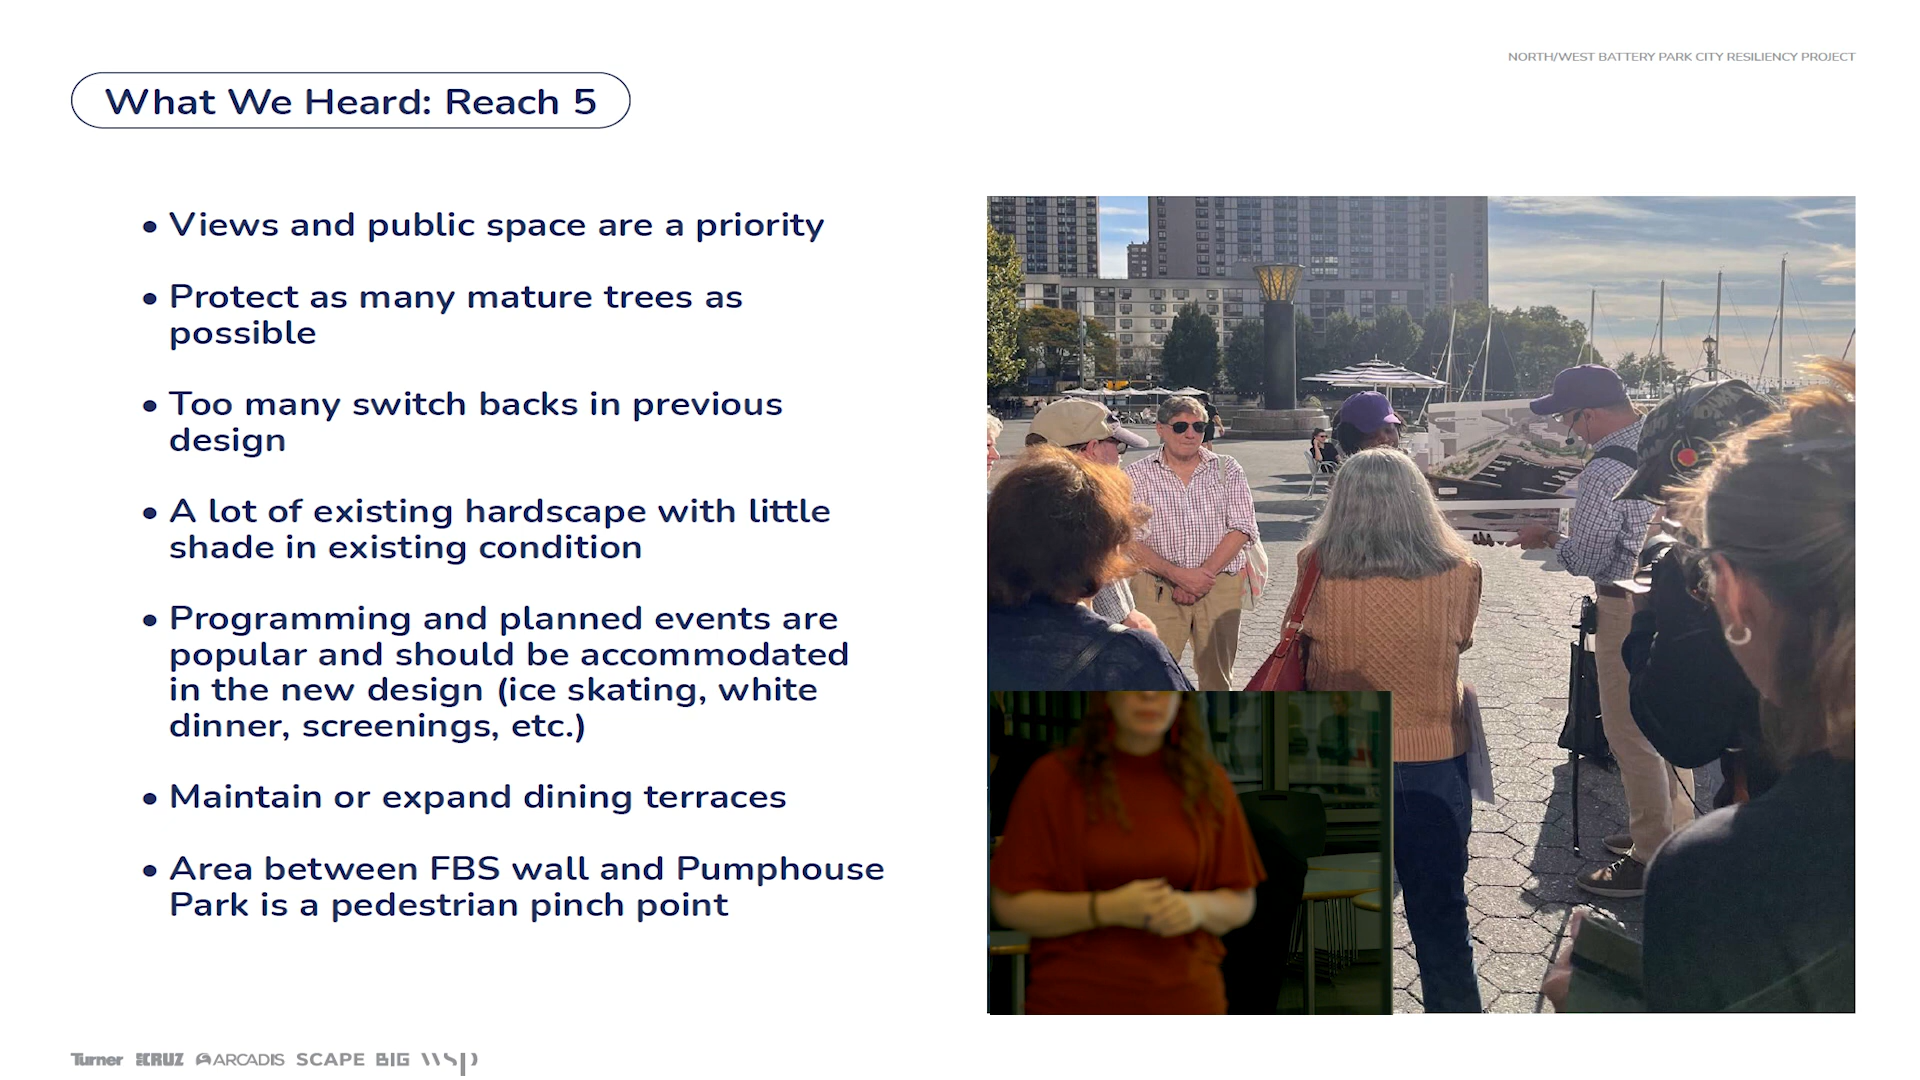 NORTH/WEST BATTERY PARK CITY RESILIENCY PROJECT
What We Heard: Reach 5
• Views and public space are a priority
• Protect as many mature trees as
possible
• Too many switch backs in previous
design
• A lot of existing hardscape with little
shade in existing condition
• Programming and planned events are
popular and should be accommodated
in the new design (ice skating, white
dinner, screenings, etc.)
• Maintain or expand dining terraces
• Area between FBS wall and Pumphouse
Park is a pedestrian pinch point
Turner KRUZ ARCADIS SCAPE BIG WSP